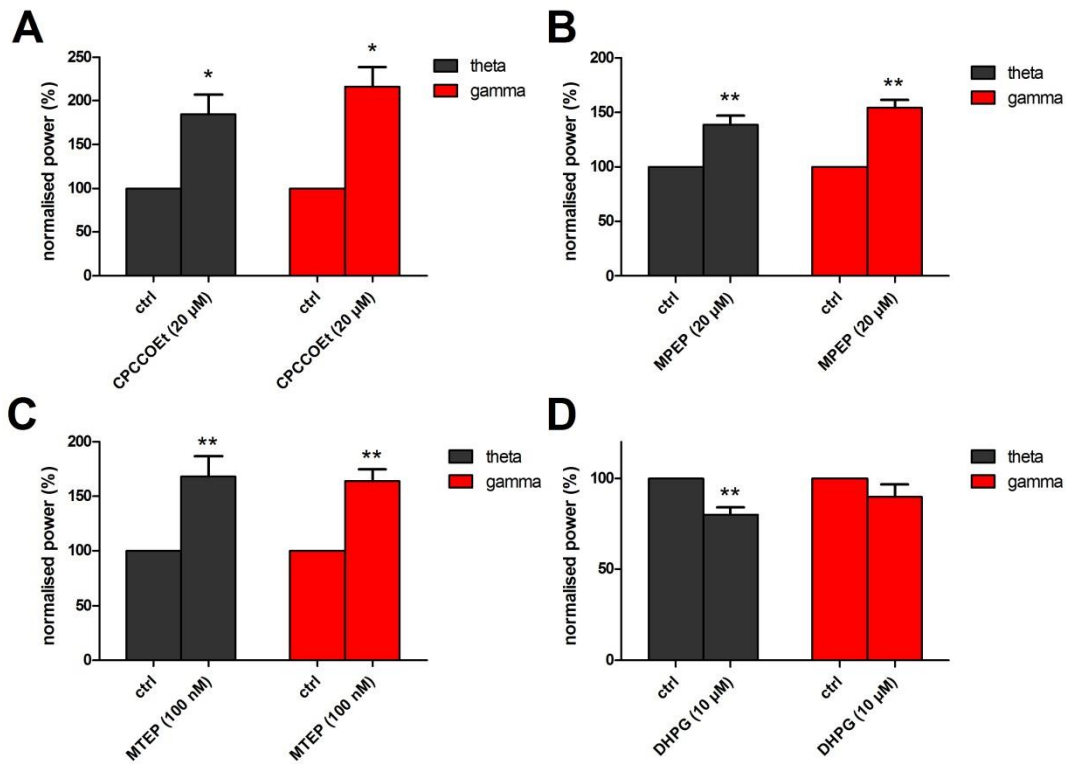 A
normalised power (%)
250
200
150
100
50
0
*
*
theta
gamma
ctrl
CPCCOEt (20 µM)
ctrl
CPCCOEt (20 µM)
B
normalised power (%)
200
150
100
50
0
**
**
theta
gamma
ctrl
MPEP (20 µM)
ctrl
MPEP (20 µM)
C
normalised power (%)
200
150
100
50
0
**
**
theta
gamma
ctrl
MTEP (100 nM)
ctrl
MTEP (100 nM)
D
normalised power (%)
100
50
0
**
theta
gamma
ctrl
DHPG (10 µM)
ctrl
DHPG (10 µM)